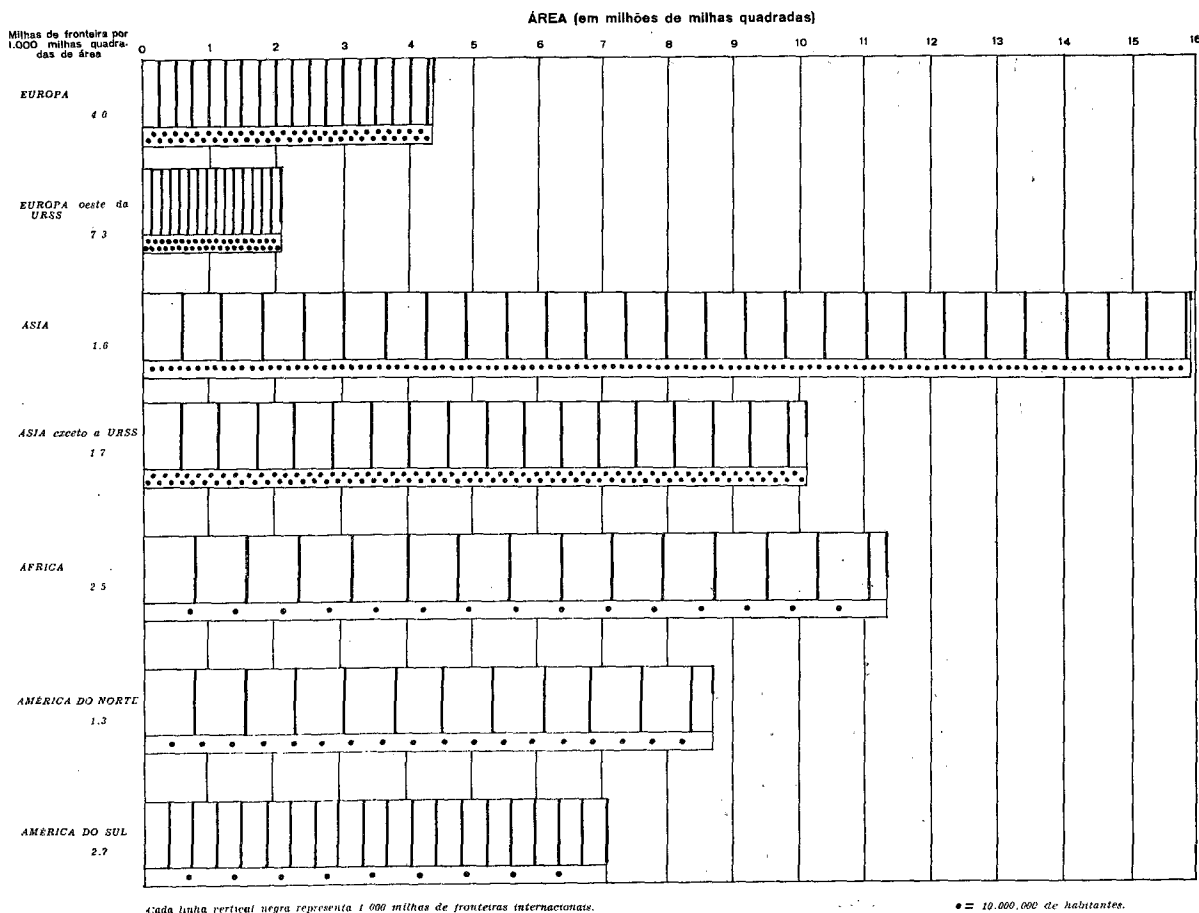 ÁREA (em milhões de milhas quadradas)
Milhas de fronteira por
1.000 milhas quadra-
das de área
0 1 2 3 4 5 6 7 8 9 10 11 12 13 14 15 16
EUROPA
4 0
EUROPA oeste da
URSS
7 3
ÁSIA
1.6
ÁSIA exceto a URSS
1 7
ÁFRICA
2 5
AMÉRICA DO NORTE
1.3
AMÉRICA DO SUL
2.7
Cada linha vertical negra representa 1 000 milhas de fronteiras internacionais.
● = 10.000,000 de habitantes.